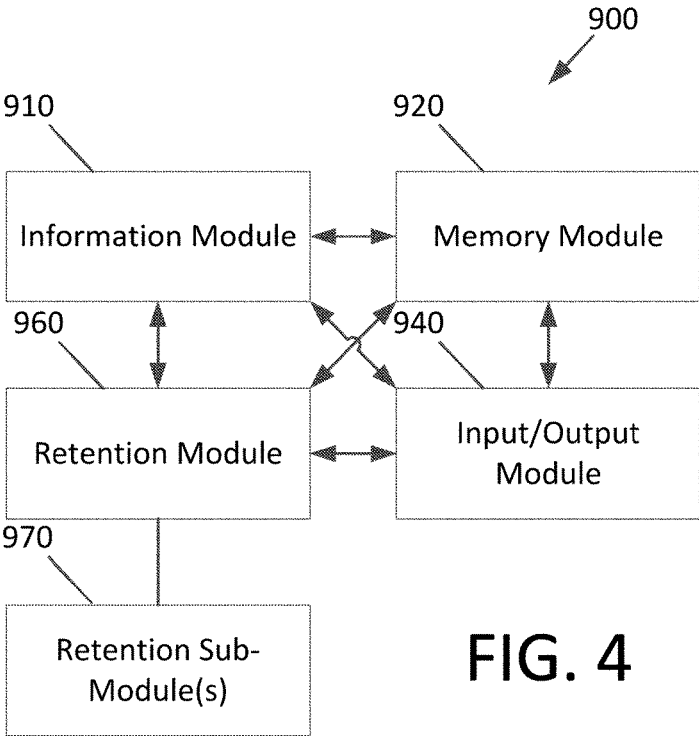 900
910
920
Information Module
Memory Module
960
940
Retention Module
Input/Output
Module
970
Retention Sub-
Module(s)
FIG. 4